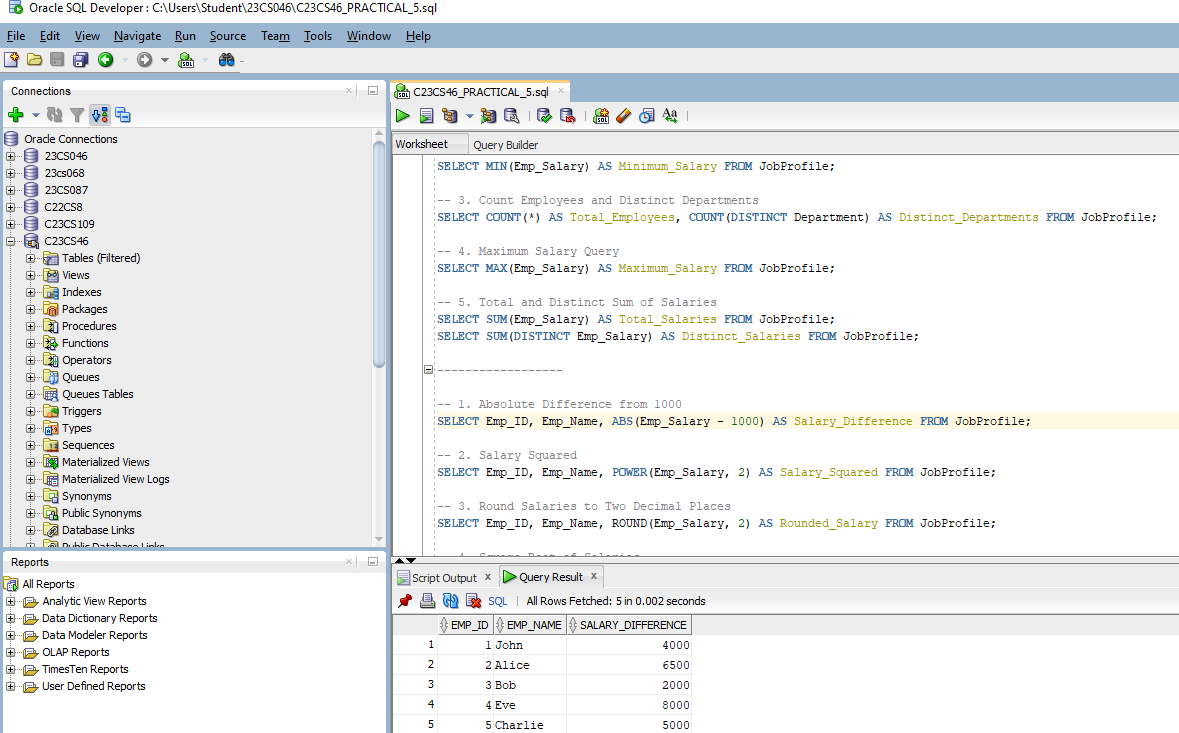 Oracle SQL Developer : C:\Users\Student\23CS046\C23CS46_PRACTICAL_5.sql
File Edit View Navigate Run Source Team Tools Window Help
Connections
Oracle Connections
23CS046
23cs068
23CS087
C22CS8
C23CS109
C23CS46
Tables (Filtered)
Views
Indexes
Packages
Procedures
Functions
Operators
Queues
Queues Tables
Triggers
Types
Sequences
Materialized Views
Materialized View Logs
Synonyms
Public Synonyms
Database Links
Public Database Links
Reports
All Reports
Analytic View Reports
Data Dictionary Reports
Data Modeler Reports
OLAP Reports
TimesTen Reports
User Defined Reports
C23CS46_PRACTICAL_5.sql
Aa
Worksheet Query Builder
SELECT MIN(Emp_Salary) AS Minimum_Salary FROM JobProfile;
-- 3. Count Employees and Distinct Departments
SELECT COUNT(*) AS Total_Employees, COUNT(DISTINCT Department) AS Distinct_Departments FROM JobProfile;
-- 4. Maximum Salary Query
SELECT MAX(Emp_Salary) AS Maximum_Salary FROM JobProfile;
-- 5. Total and Distinct Sum of Salaries
SELECT SUM(Emp_Salary) AS Total_Salaries FROM JobProfile;
SELECT SUM(DISTINCT Emp_Salary) AS Distinct_Salaries FROM JobProfile;
------------------
-- 1. Absolute Difference from 1000
SELECT Emp_ID, Emp_Name, ABS(Emp_Salary - 1000) AS Salary_Difference FROM JobProfile;
-- 2. Salary Squared
SELECT Emp_ID, Emp_Name, POWER(Emp_Salary, 2) AS Salary_Squared FROM JobProfile;
-- 3. Round Salaries to Two Decimal Places
SELECT Emp_ID, Emp_Name, ROUND(Emp_Salary, 2) AS Rounded_Salary FROM JobProfile;
-- 4. Square Root of Salaries
Script Output Query Result
SQL All Rows Fetched: 5 in 0.002 seconds
EMP_ID EMP_NAME SALARY_DIFFERENCE
1 1 John 4000
2 2 Alice 6500
3 3 Bob 2000
4 4 Eve 8000
5 5 Charlie 5000